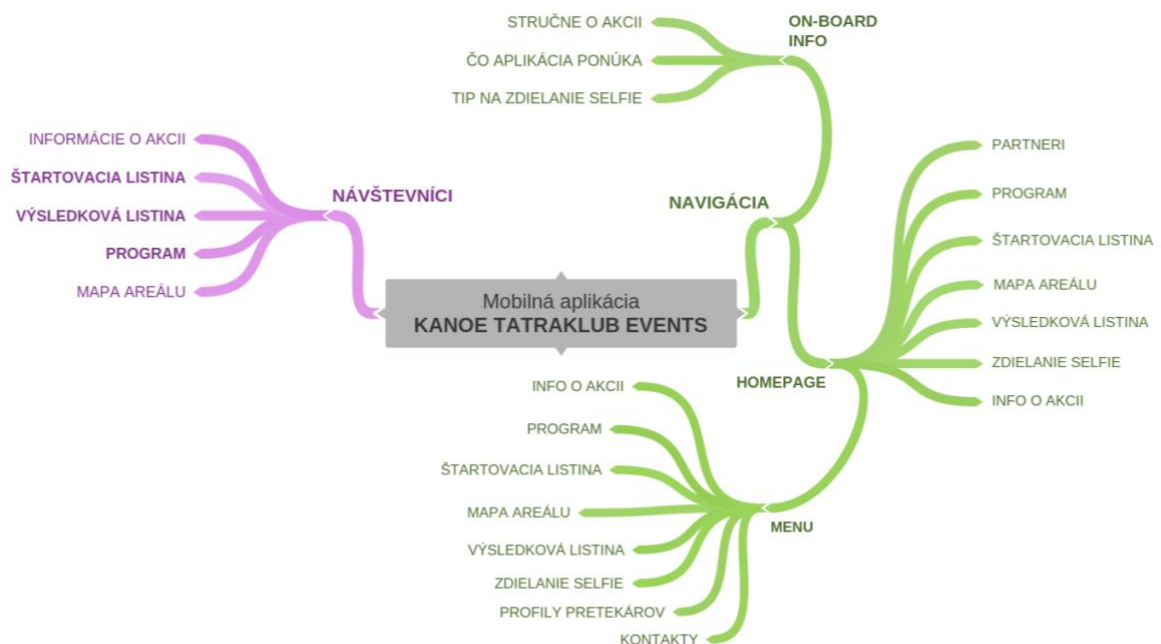 Mobilná aplikácia
KANOE TATRAKLUB EVENTS
NÁVŠTEVNÍCI
INFORMÁCIE O AKCII
ŠTARTOVACIA LISTINA
VÝSLEDKOVÁ LISTINA
PROGRAM
MAPA AREÁLU
NAVIGÁCIA
ON-BOARD
INFO
STRUČNE O AKCII
ČO APLIKÁCIA PONÚKA
TIP NA ZDIELANIE SELFIE
HOMEPAGE
PARTNERI
PROGRAM
ŠTARTOVACIA LISTINA
MAPA AREÁLU
VÝSLEDKOVÁ LISTINA
ZDIELANIE SELFIE
INFO O AKCII
MENU
INFO O AKCII
PROGRAM
ŠTARTOVACIA LISTINA
MAPA AREÁLU
VÝSLEDKOVÁ LISTINA
ZDIELANIE SELFIE
PROFILY PRETEKÁROV
KONTAKTY